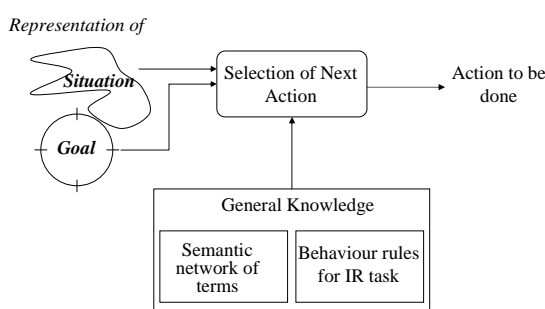 Representation of
Situation
Goal
Selection of Next
Action
Action to be
done
General Knowledge
Semantic
network of
terms
Behaviour rules
for IR task